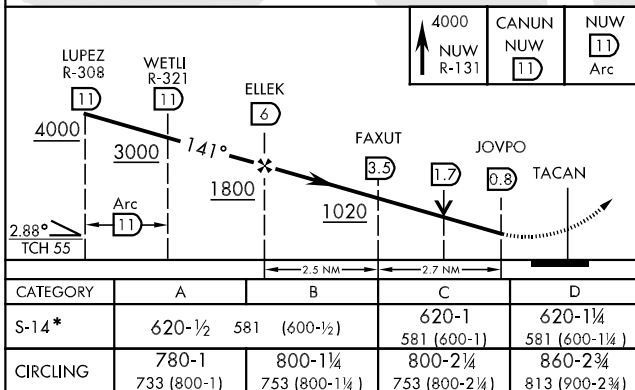 4000 CANUN NUW
NUW NUW 11
R-131 11 Arc
LUPEZ WETLI
R-308 R-321
ELLEK
11 11
6
FAXUT
JOVPO
4000
141°
3000
3.5 1.7 0.8 TACAN
1800
Arc
1020
2.88° 11
TCH 55
2.5 NM 2.7 NM
CATEGORY A B C D
S-14* 620-½ 581 (600-½) 620-1 620-1¼
581 (600-1) 581 (600-1¼)
CIRCLING 780-1 800-1¼ 800-2¼ 860-2¾
733 (800-1) 753 (800-1¼) 753 (800-2¼) 813 (900-2¾)